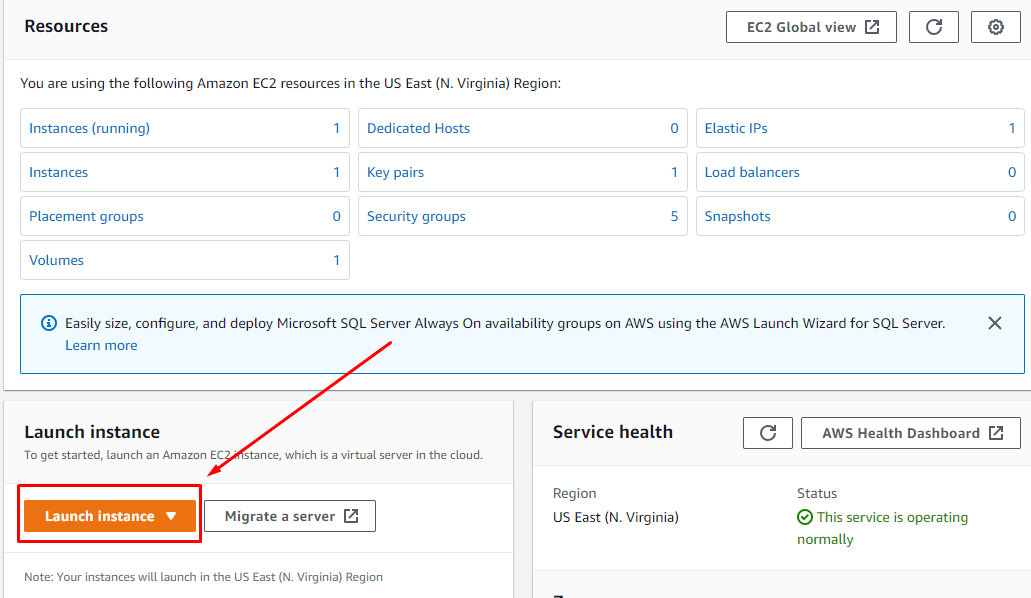 Resources
EC2 Global view
You are using the following Amazon EC2 resources in the US East (N. Virginia) Region:
Instances (running) 1
Dedicated Hosts 0
Elastic IPs 1
Instances 1
Key pairs 1
Load balancers 0
Placement groups 0
Security groups 5
Snapshots 0
Volumes 1
Easily size, configure, and deploy Microsoft SQL Server Always On availability groups on AWS using the AWS Launch Wizard for SQL Server.
Learn more
Launch instance
To get started, launch an Amazon EC2 instance, which is a virtual server in the cloud.
Launch instance
Migrate a server
Note: Your instances will launch in the US East (N. Virginia) Region
Service health
AWS Health Dashboard
Region
US East (N. Virginia)
Status
This service is operating
normally